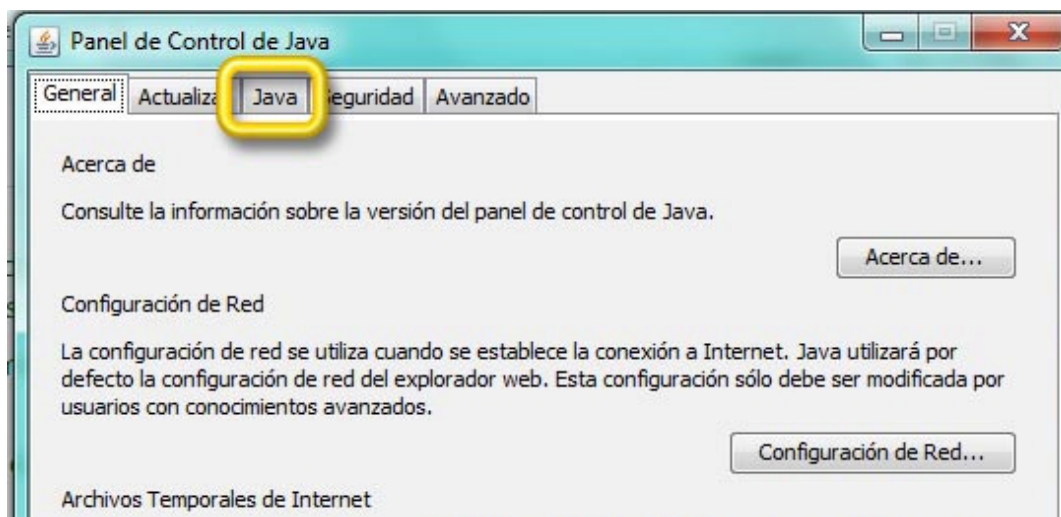 Panel de Control de Java
General Actualiza Java Seguridad Avanzado
Acerca de
Consulte la información sobre la versión del panel de control de Java.
Acerca de...
Configuración de Red
La configuración de red se utiliza cuando se establece la conexión a Internet. Java utilizará por
defecto la configuración de red del explorador web. Esta configuración sólo debe ser modificada por
usuarios con conocimientos avanzados.
Configuración de Red...
Archivos Temporales de Internet